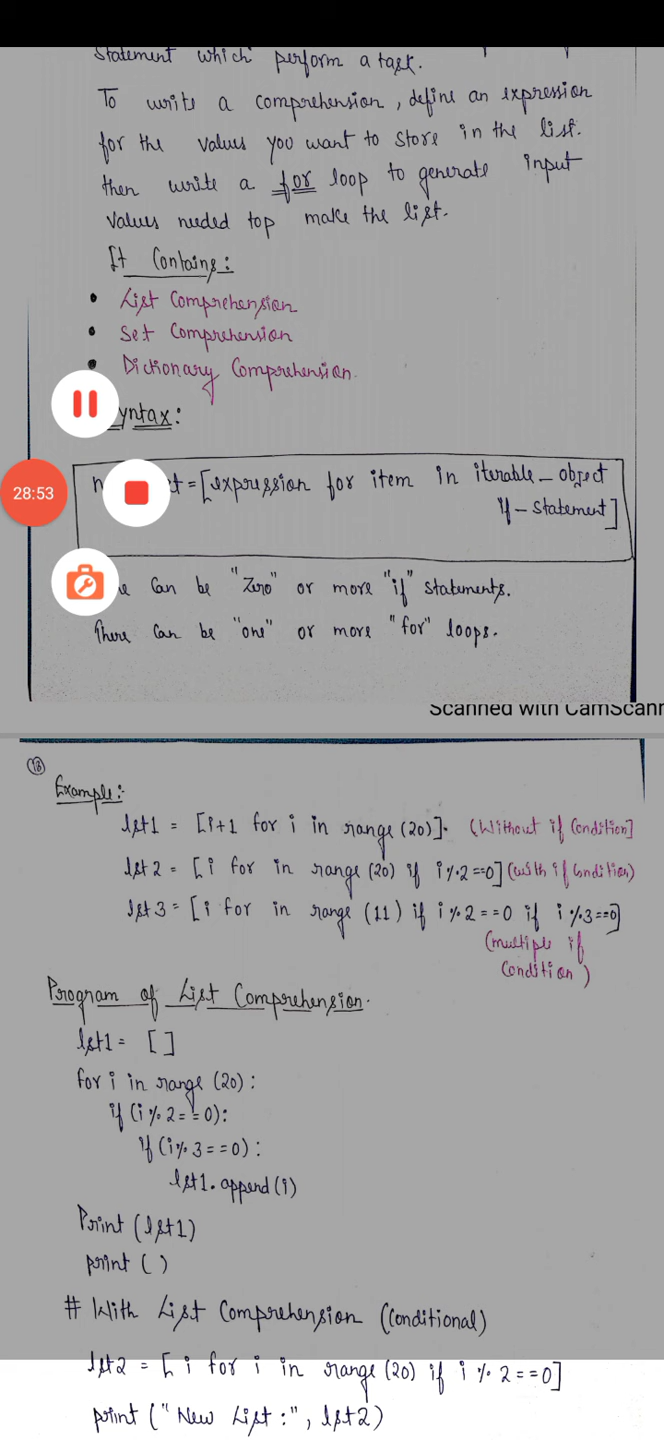 Statement which perform a task.
To write a comprehension, define an expression
for the values you want to store in the list.
then write a for loop to generate input
values needed top make the list.
It Contains:
• List Comprehension
• Set Comprehension
• Dictionary Comprehension.
yntax:
28:53
t = [expression for item in iterable_object
if - Statement]
Can be "Zero" or more "if" statements.
There Can be "one" or more "for" loops.
Scanned with CamScanr
18
Example:-
lst1 = [i+1 for i in range (20)]. (Without if Condition]
lst2 = [i for in range (20) if i%2==0] (with if Condition)
lst3 = [i for in range (11) if i%2==0 if i%3==0]
(multiple if
Condition)
Program of List Comprehension.
lst1 = [ ]
for i in range (20):
if (i%2==0):
if (i%3==0):
lst1.append(i)
Print (lst1)
print ( )
# With List Comprehension (Conditional)
lst2 = [ i for i in range (20) if i % 2==0]
print ("New List:", lst2)